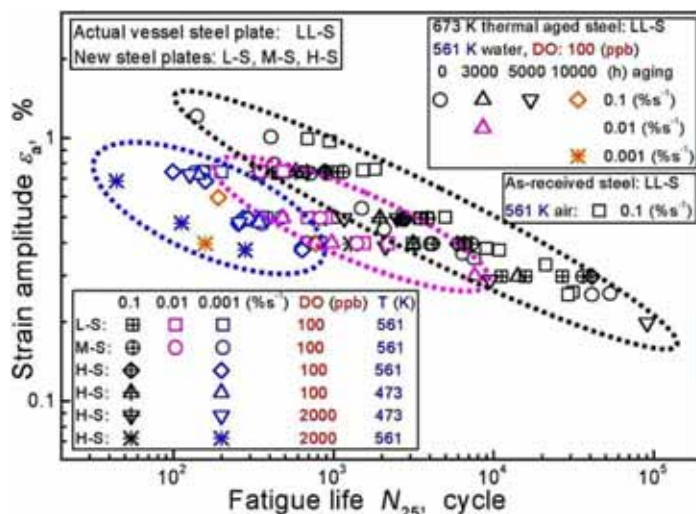 Actual vessel steel plate: LL-S
New steel plates: L-S, M-S, H-S
673 K thermal aged steel: LL-S
561 K water, DO: 100 (ppb)
0 3000 5000 10000 (h) aging
0.1 (%s⁻¹)
0.01 (%s⁻¹)
0.001 (%s⁻¹)
As-received steel: LL-S
561 K air: 0.1 (%s⁻¹)
Strain amplitude εa, %
1
0.1
0.1 0.01 0.001 (%s⁻¹) DO (ppb) T (K)
L-S: 100 561
M-S: 100 561
H-S: 100 561
H-S: 100 473
H-S: 2000 473
H-S: 2000 561
10² 10³ 10⁴ 10⁵
Fatigue life N25, cycle